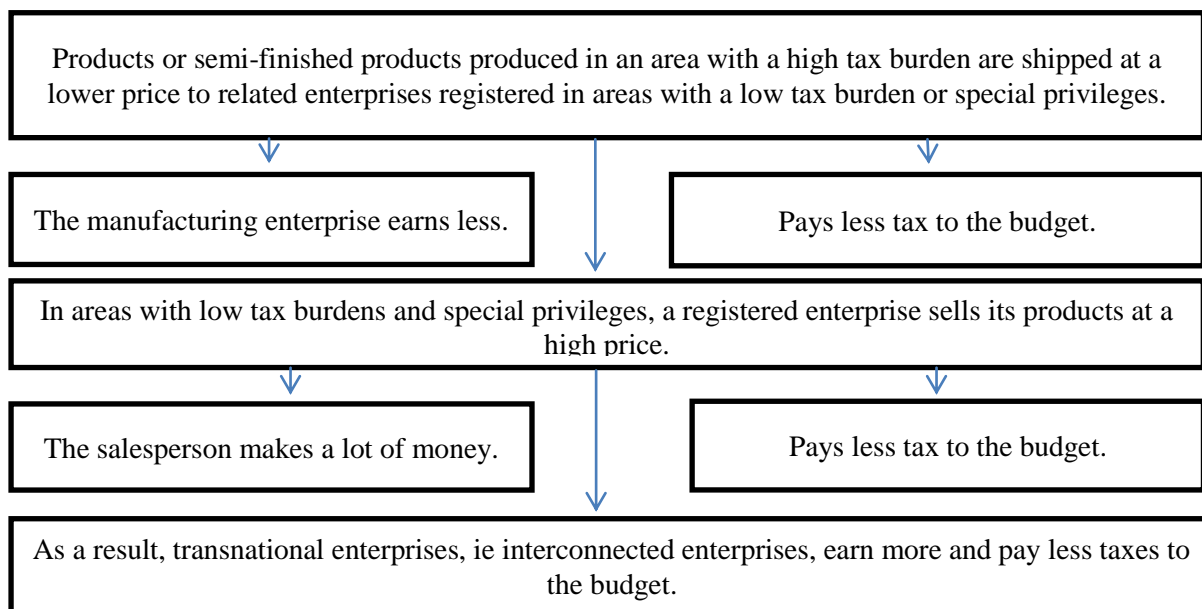 Products or semi-finished products produced in an area with a high tax burden are shipped at a
lower price to related enterprises registered in areas with a low tax burden or special privileges.
The manufacturing enterprise earns less.
Pays less tax to the budget.
In areas with low tax burdens and special privileges, a registered enterprise sells its products at a
high price.
The salesperson makes a lot of money.
Pays less tax to the budget.
As a result, transnational enterprises, ie interconnected enterprises, earn more and pay less taxes to
the budget.